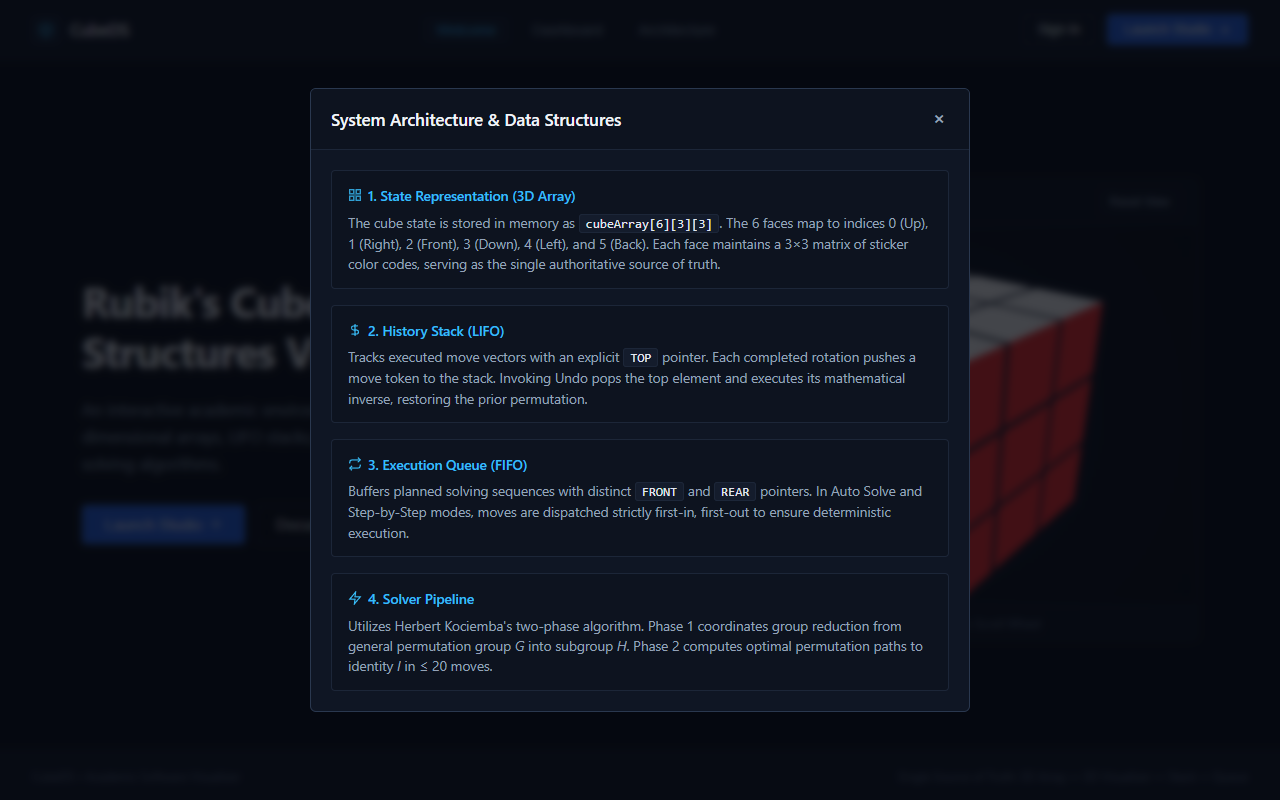 CubeDS
System Architecture & Data Structures
×
1. State Representation (3D Array)
The cube state is stored in memory as cubeArray[6][3][3]. The 6 faces map to indices 0 (Up),
1 (Right), 2 (Front), 3 (Down), 4 (Left), and 5 (Back). Each face maintains a 3×3 matrix of sticker
color codes, serving as the single authoritative source of truth.
Rubik's Cube
Structures V
2. History Stack (LIFO)
Tracks executed move vectors with an explicit TOP pointer. Each completed rotation pushes a
move token to the stack. Invoking Undo pops the top element and executes its mathematical
inverse, restoring the prior permutation.
3. Execution Queue (FIFO)
Buffers planned solving sequences with distinct FRONT and REAR pointers. In Auto Solve and
Step-by-Step modes, moves are dispatched strictly first-in, first-out to ensure deterministic
execution.
4. Solver Pipeline
Utilizes Herbert Kociemba's two-phase algorithm. Phase 1 coordinates group reduction from
general permutation group G into subgroup H. Phase 2 computes optimal permutation paths to
identity I in ≤ 20 moves.